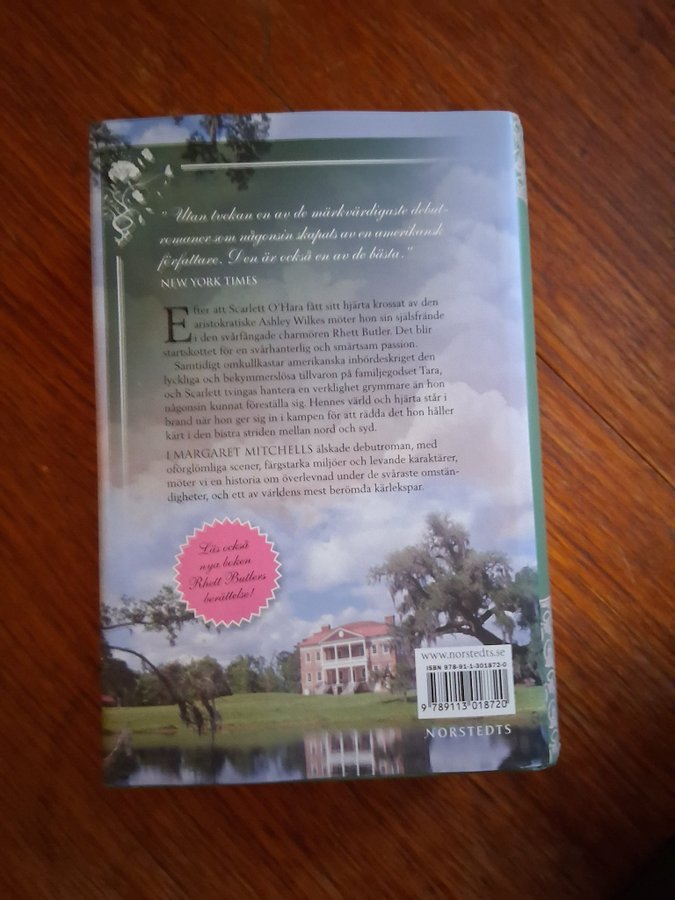 "Utan tvekan en av de märkvärdigaste debut-
romaner som någonsin skapats av en amerikansk
författare. Den är också en av de bästa."
NEW YORK TIMES
Efter att Scarlett O'Hara fått sitt hjärta krossat av den
aristokratiske Ashley Wilkes möter hon sin själsfrände
i den svårfångade charmören Rhett Butler. Det blir
startskottet för en svårhanterlig och smärtsam passion.
Samtidigt omkullkastar amerikanska inbördeskriget den
lyckliga och bekymmerslösa tillvaron på familjegodset Tara,
och Scarlett tvingas hantera en verklighet grymmare än hon
någonsin kunnat föreställa sig. Hennes värld och hjärta står i
brand när hon ger sig in i kampen för att rädda det hon håller
kärt i den bistra striden mellan nord och syd.
I MARGARET MITCHELLS älskade debutroman, med
oförglömliga scener, färgstarka miljöer och levande karaktärer,
möter vi en historia om överlevnad under de svåraste omstän-
digheter, och ett av världens mest berömda kärlekspar.
Läs också
nya boken
Rhett Butlers
berättelse!
www.norstedts.se
ISBN 978-91-1-301872-0
9 789113 018720
NORSTEDTS